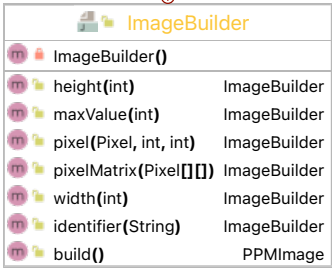 ImageBuilder
ImageBuilder()
height(int) ImageBuilder
maxValue(int) ImageBuilder
pixel(Pixel, int, int) ImageBuilder
pixelMatrix(Pixel[][]) ImageBuilder
width(int) ImageBuilder
identifier(String) ImageBuilder
build() PPMImage